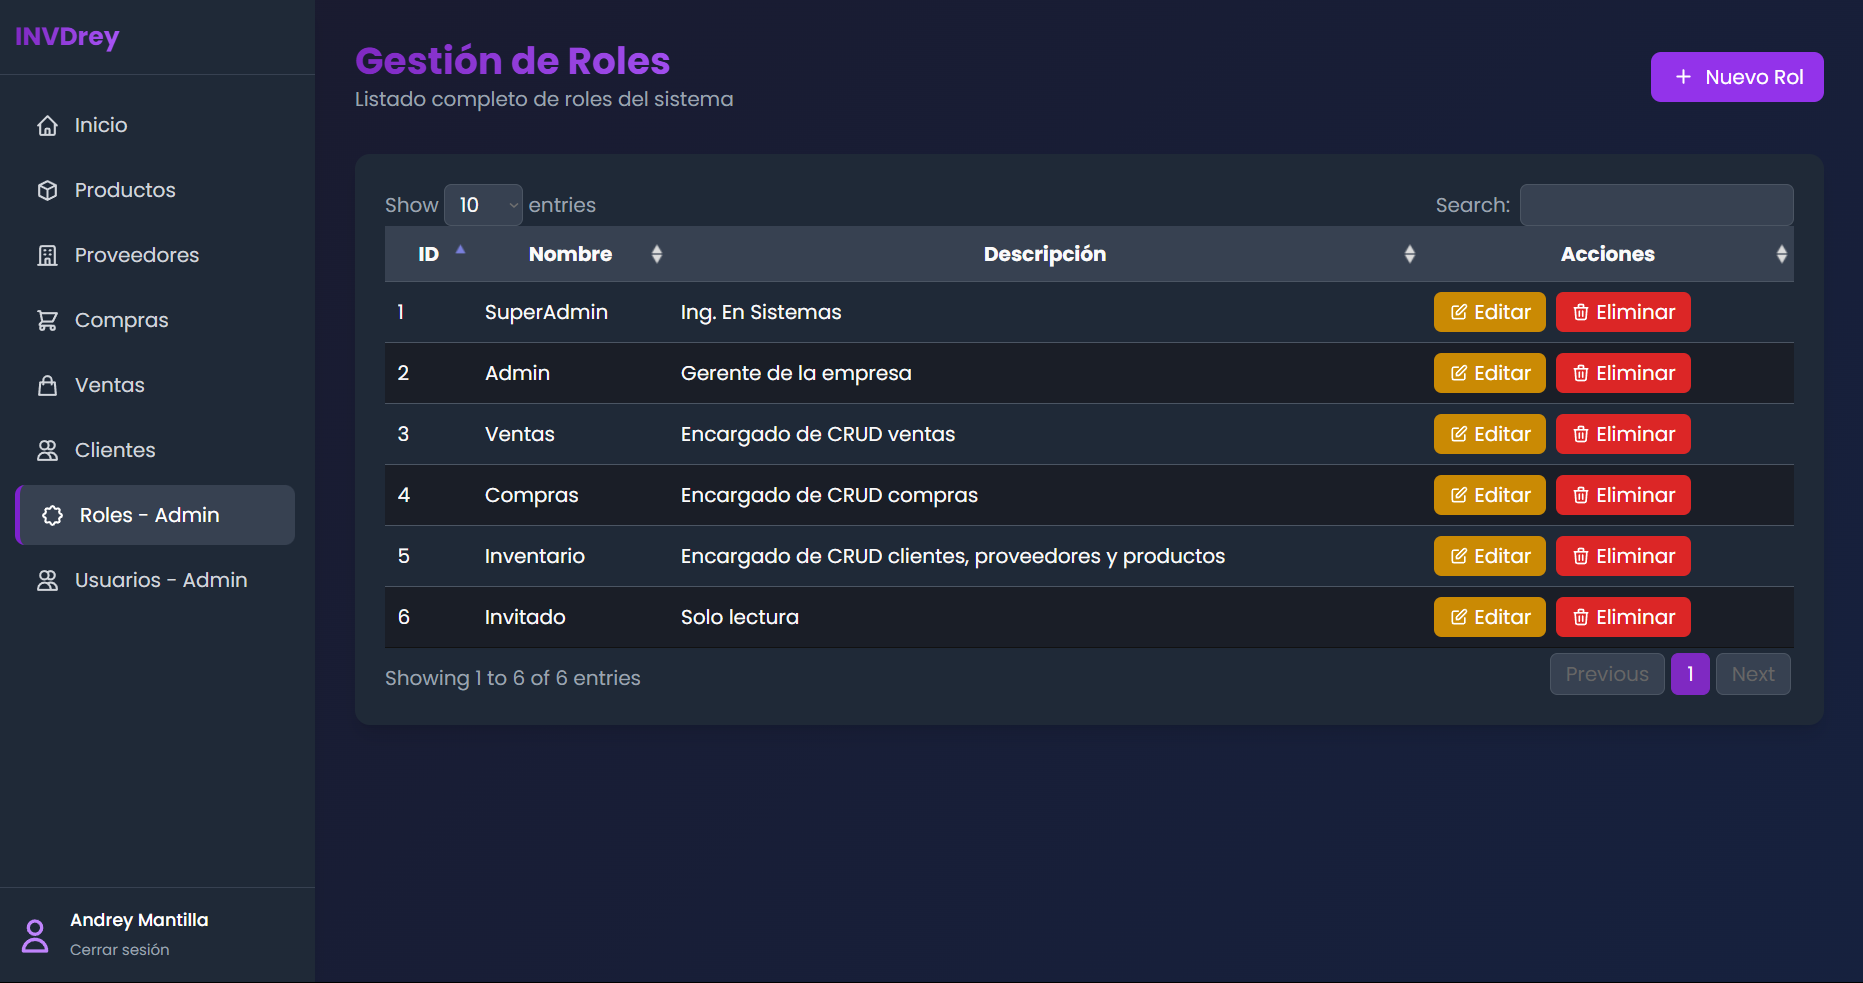 INVDrey
Inicio
Productos
Proveedores
Compras
Ventas
Clientes
Roles - Admin
Usuarios - Admin
Andrey Mantilla
Cerrar sesión
Gestión de Roles
Listado completo de roles del sistema
Nuevo Rol
Show 10 entries Search:
ID Nombre Descripción Acciones
1 SuperAdmin Ing. En Sistemas Editar Eliminar
2 Admin Gerente de la empresa Editar Eliminar
3 Ventas Encargado de CRUD ventas Editar Eliminar
4 Compras Encargado de CRUD compras Editar Eliminar
5 Inventario Encargado de CRUD clientes, proveedores y productos Editar Eliminar
6 Invitado Solo lectura Editar Eliminar
Showing 1 to 6 of 6 entries Previous 1 Next